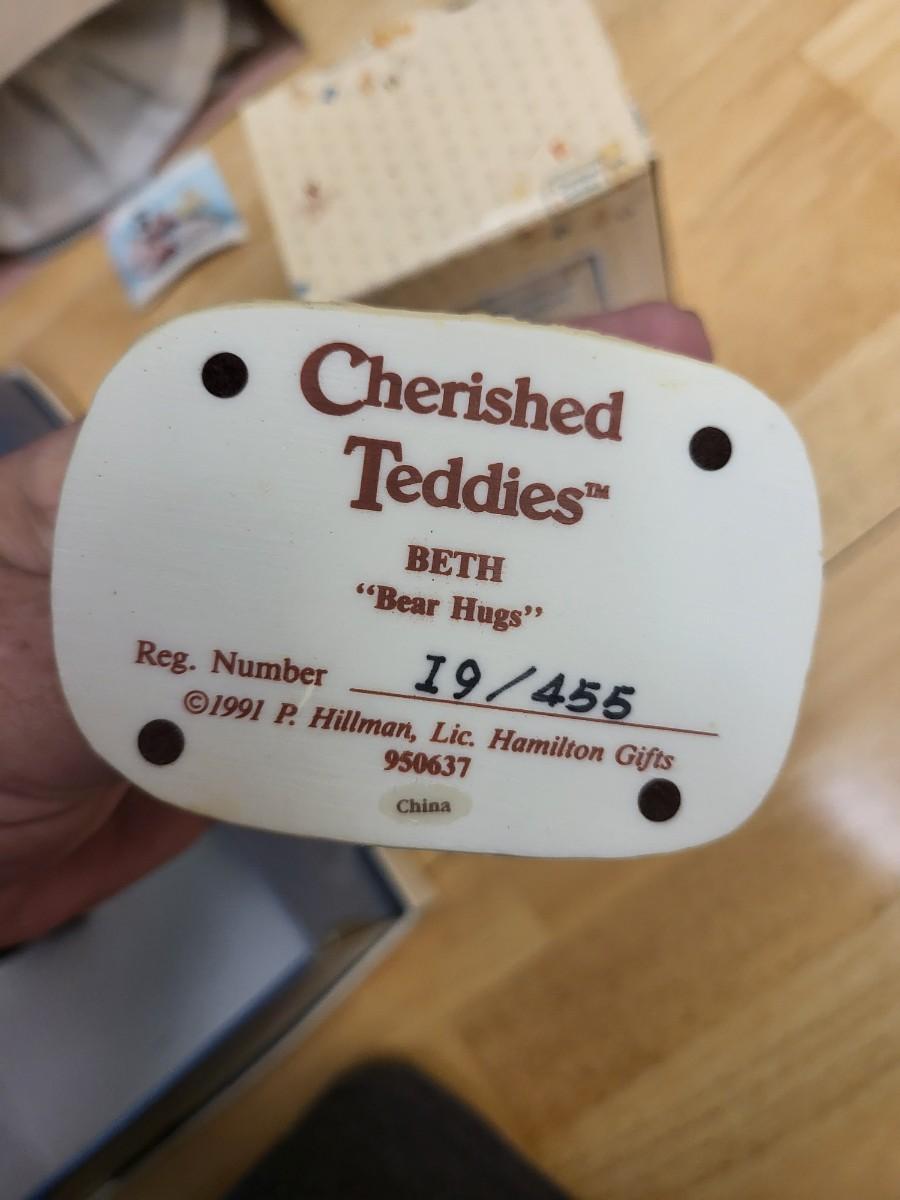 Cherished
Teddies™
BETH
“Bear Hugs”
Reg. Number I9/455
©1991 P. Hillman, Lic. Hamilton Gifts
950637
China